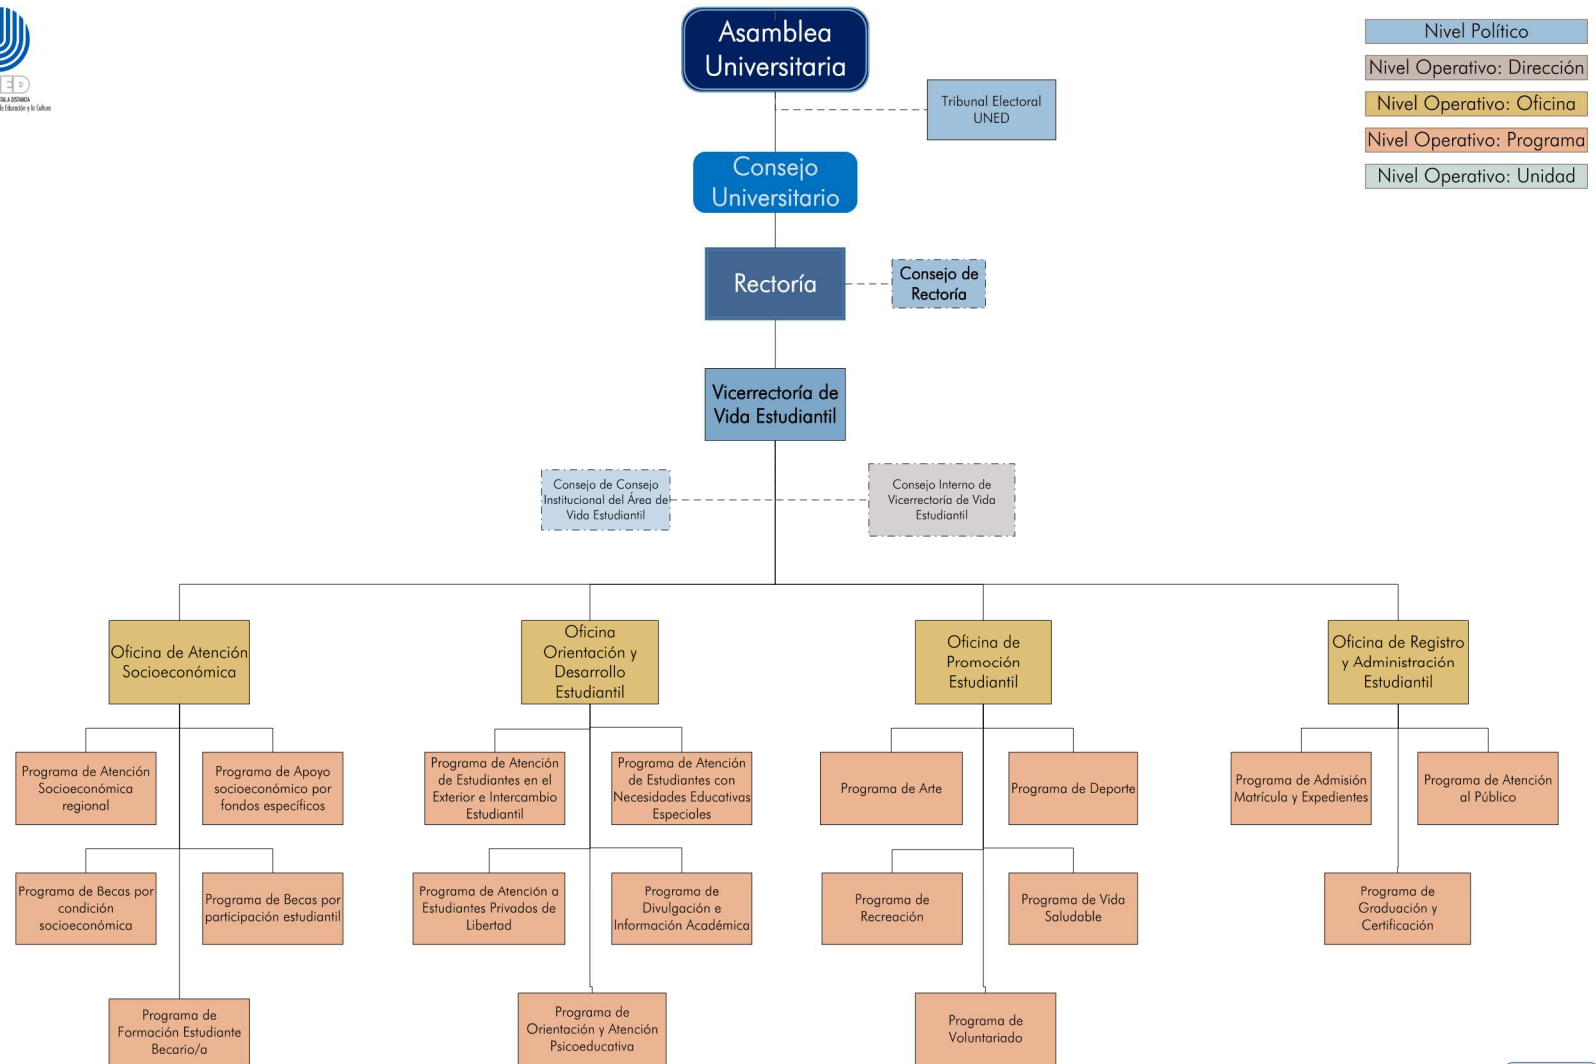 Asamblea
Universitaria
Tribunal Electoral
UNED
Consejo
Universitario
Rectoría
Consejo de
Rectoría
Vicerrectoría de
Vida Estudiantil
Consejo de Consejo
Institucional del Área de
Vida Estudiantil
Consejo Interno de
Vicerrectoría de Vida
Estudiantil
Nivel Político
Nivel Operativo: Dirección
Nivel Operativo: Oficina
Nivel Operativo: Programa
Nivel Operativo: Unidad
Oficina de Atención
Socioeconómica
Oficina
Orientación y
Desarrollo
Estudiantil
Oficina de
Promoción
Estudiantil
Oficina de Registro
y Administración
Estudiantil
Programa de Atención
Socioeconómica
regional
Programa de Apoyo
socioeconómico por
fondos específicos
Programa de Atención
de Estudiantes en el
Exterior e Intercambio
Estudiantil
Programa de Atención
de Estudiantes con
Necesidades Educativas
Especiales
Programa de Arte
Programa de Deporte
Programa de Admisión
Matrícula y Expedientes
Programa de Atención
al Público
Programa de Becas por
condición
socioeconómica
Programa de Becas por
participación estudiantil
Programa de Atención a
Estudiantes Privados de
Libertad
Programa de
Divulgación e
Información Académica
Programa de
Recreación
Programa de Vida
Saludable
Programa de
Graduación y
Certificación
Programa de
Formación Estudiante
Becario/a
Programa de
Orientación y Atención
Psicoeducativa
Programa de
Voluntariado